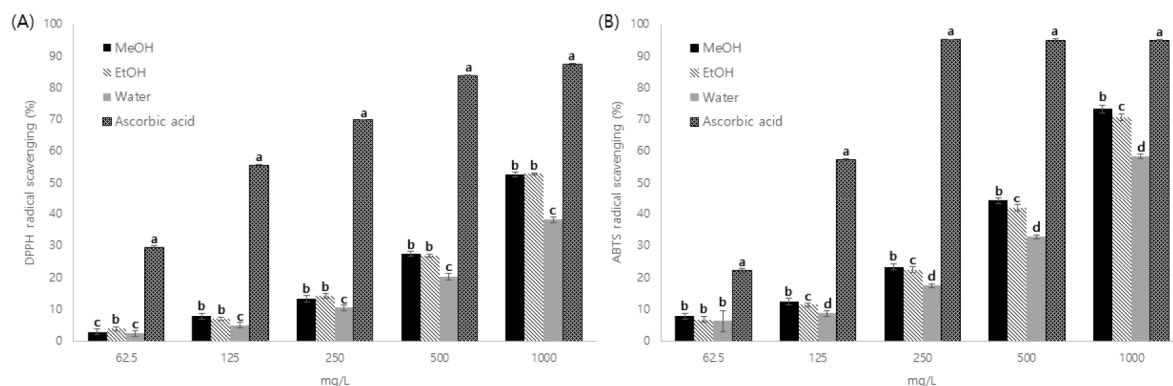 (A)
100
90
80
70
60
50
40
30
20
10
0
DPPH radical scavenging (%)
MeOH
EtOH
Water
Ascorbic acid
c b c a
b b c a
b b c a
b b c a
b b c a
62.5 125 250 500 1000
mg/L
(B)
100
90
80
70
60
50
40
30
20
10
0
ABTS radical scavenging (%)
MeOH
EtOH
Water
Ascorbic acid
b b b a
b c d a
b c d a
b c d a
b c d a
62.5 125 250 500 1000
mg/L